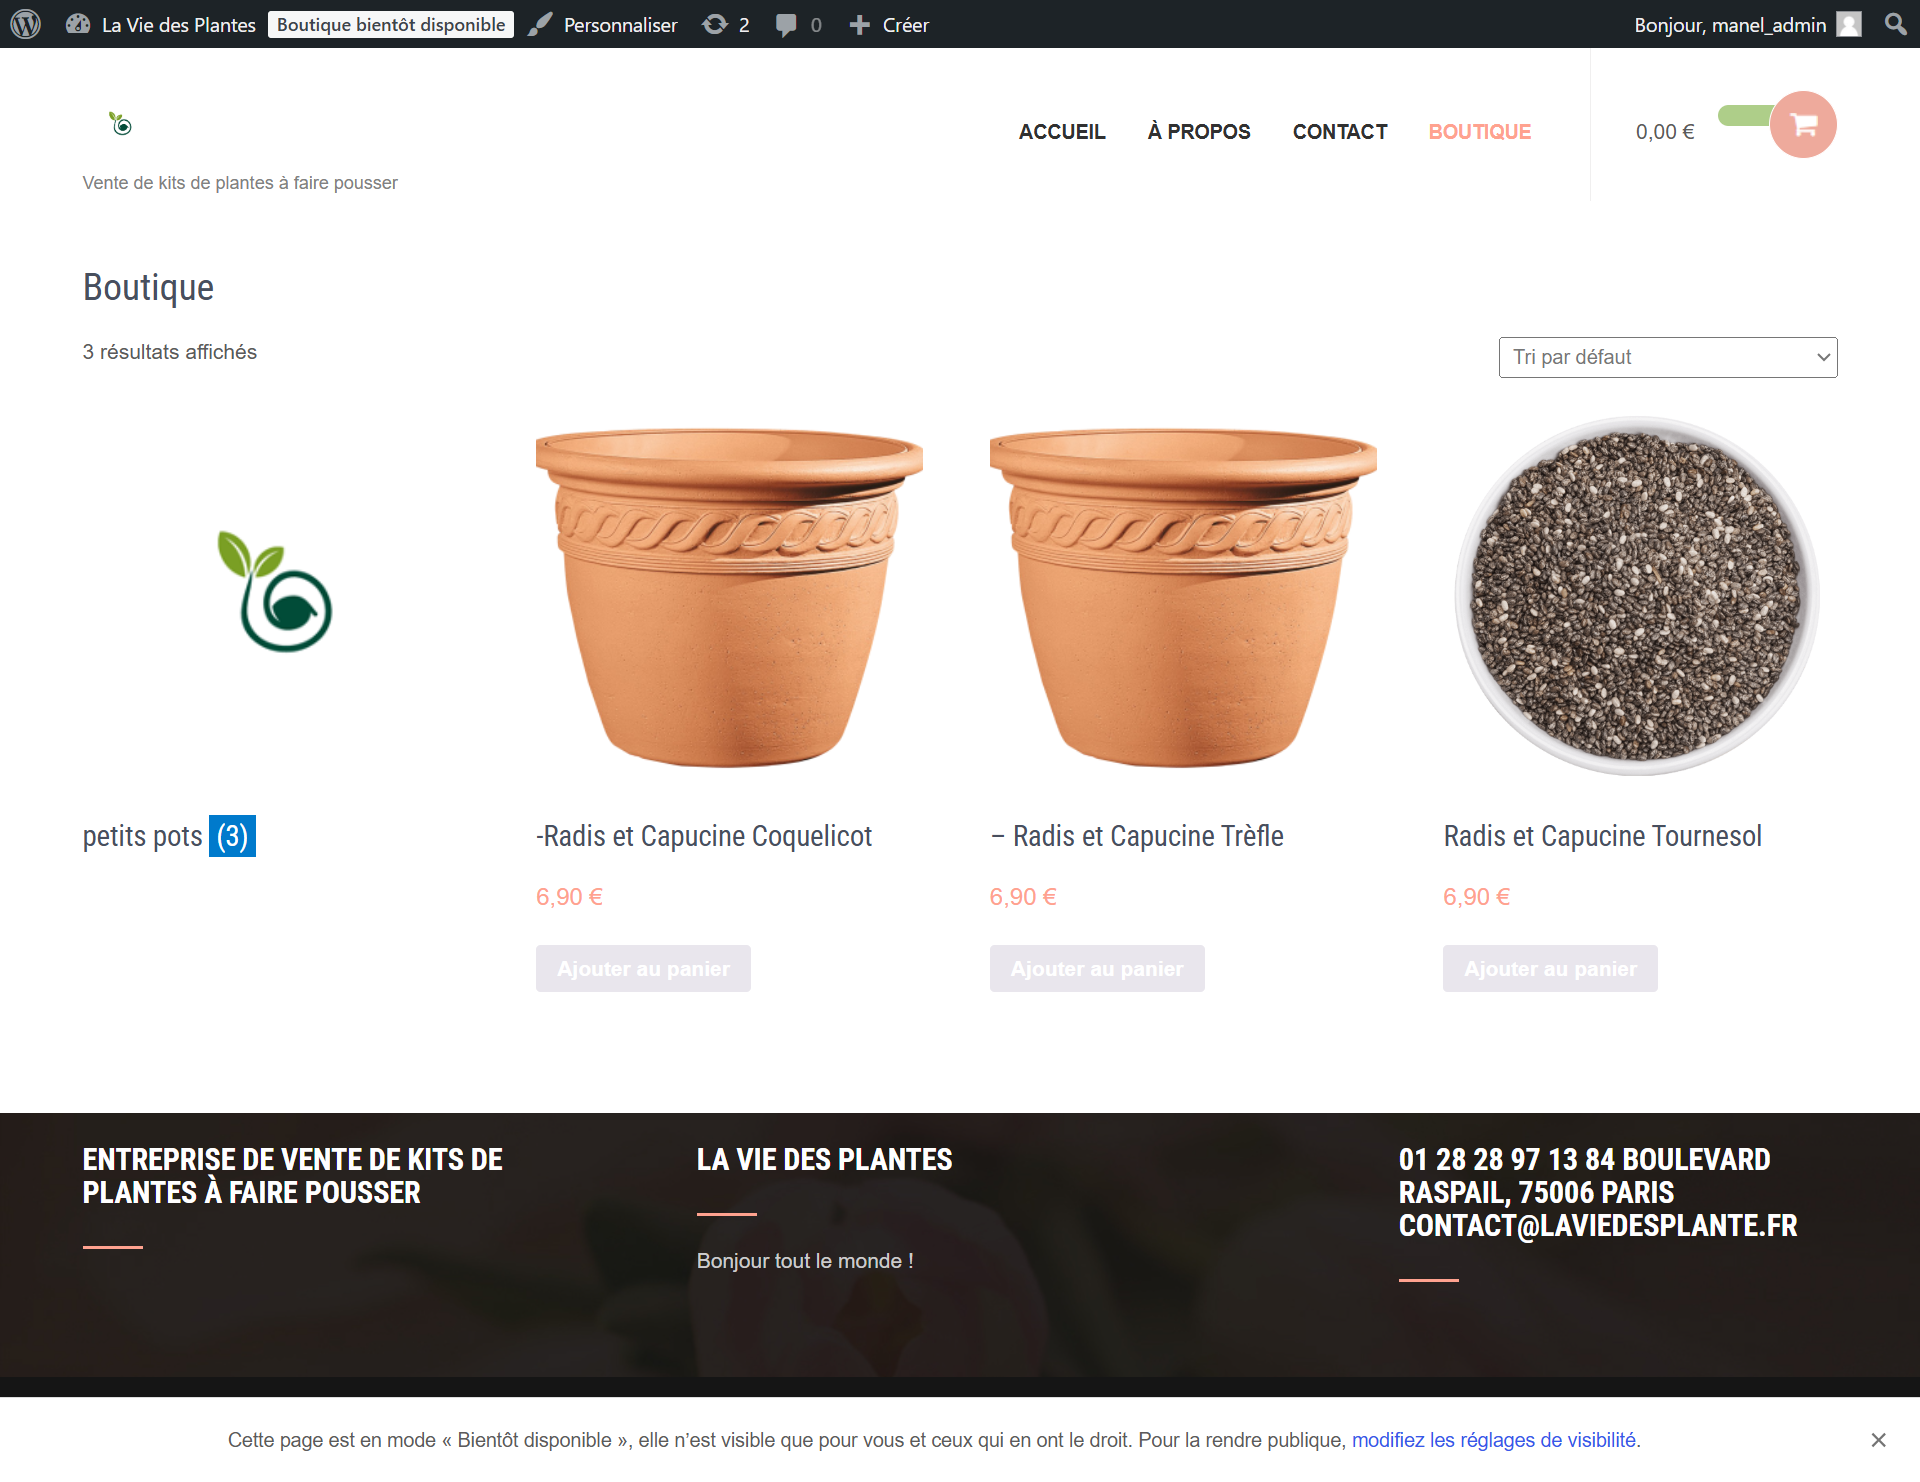 La Vie des Plantes Boutique bientôt disponible Personnaliser 2 0 Créer Bonjour, manel_admin
ACCUEIL À PROPOS CONTACT BOUTIQUE 0,00 €
Vente de kits de plantes à faire pousser
Boutique
3 résultats affichés Tri par défaut
petits pots (3) -Radis et Capucine Coquelicot – Radis et Capucine Trèfle Radis et Capucine Tournesol
6,90 € 6,90 € 6,90 €
Ajouter au panier Ajouter au panier Ajouter au panier
ENTREPRISE DE VENTE DE KITS DE
PLANTES À FAIRE POUSSER
LA VIE DES PLANTES
Bonjour tout le monde !
01 28 28 97 13 84 BOULEVARD
RASPAIL, 75006 PARIS
CONTACT@LAVIEDESPLANTE.FR
Cette page est en mode « Bientôt disponible », elle n’est visible que pour vous et ceux qui en ont le droit. Pour la rendre publique, modifiez les réglages de visibilité.